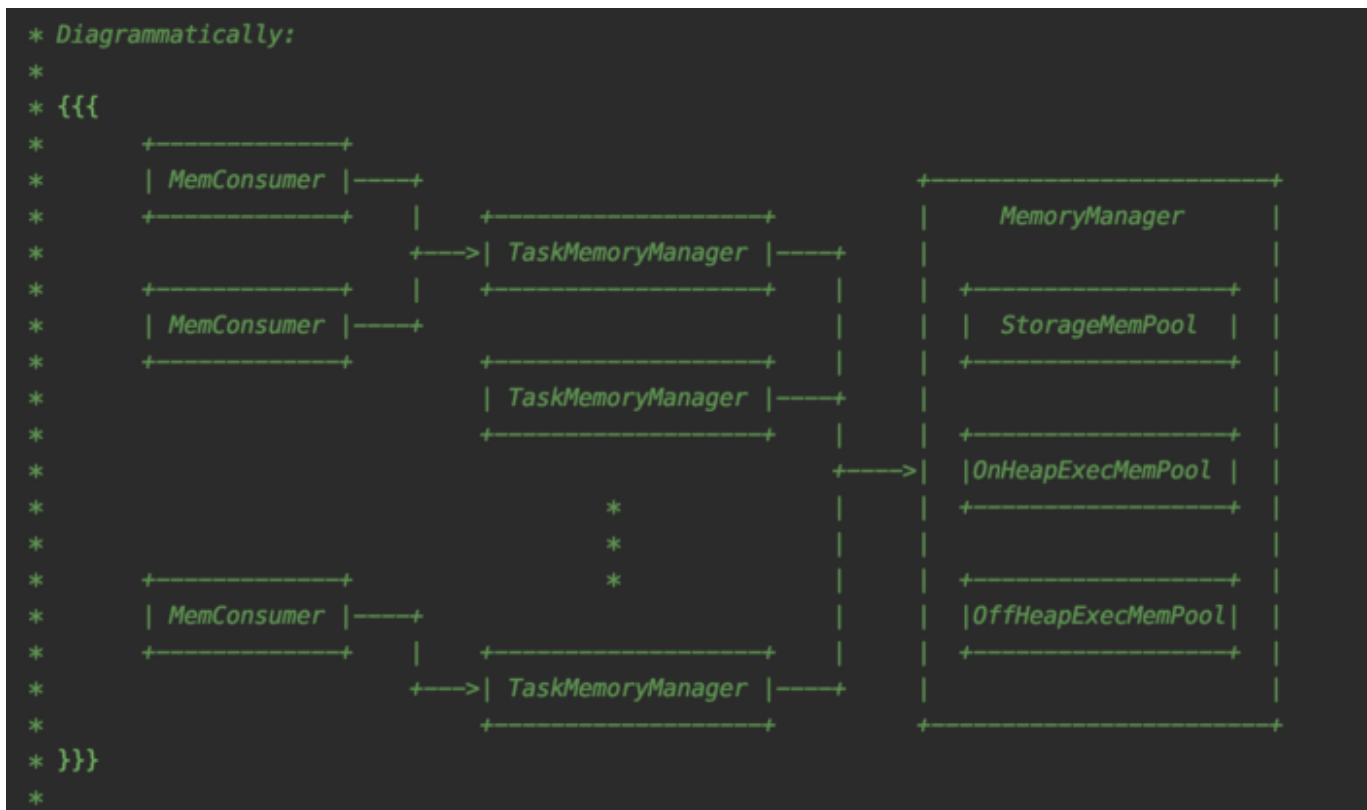 * Diagrammatically:
*
* {{{
*       +-------------+
*       | MemConsumer |----+                                   +------------------------+
*       +-------------+    |    +-------------------+          |     MemoryManager      |
*                          +--->| TaskMemoryManager |----+     |                        |
*       +-------------+    |    +-------------------+    |     |  +------------------+  |
*       | MemConsumer |----+                             |     |  |  StorageMemPool  |  |
*       +-------------+         +-------------------+    |     |  +------------------+  |
*                               | TaskMemoryManager |----+     |                        |
*                               +-------------------+    |     |  +------------------+  |
*                                                        +---->|  |OnHeapExecMemPool |  |
*                                        *               |     |  +------------------+  |
*                                        *               |     |                        |
*       +-------------+                  *               |     |  +------------------+  |
*       | MemConsumer |----+                             |     |  |OffHeapExecMemPool|  |
*       +-------------+    |    +-------------------+    |     |  +------------------+  |
*                          +--->| TaskMemoryManager |----+     |                        |
*                               +-------------------+          +------------------------+
* }}}
*